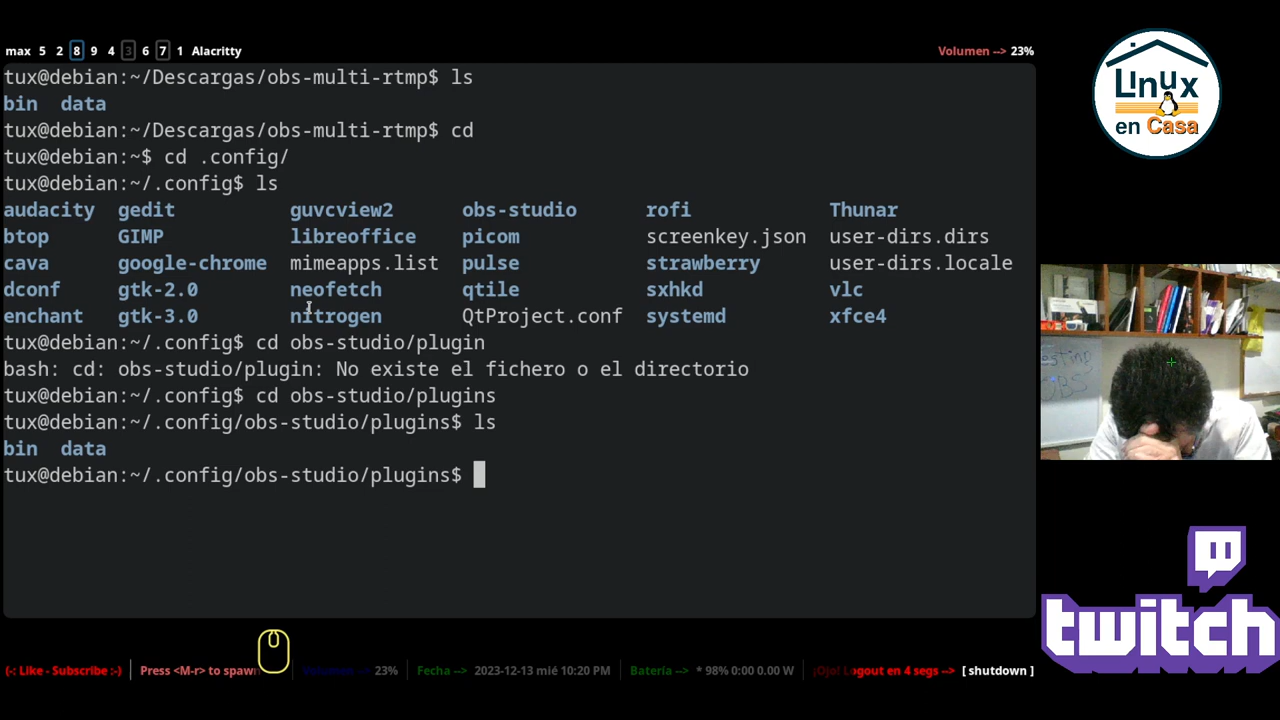 max 5 2 8 9 4 3 6 7 1 Alacritty
Volumen --> 23%
tux@debian:~/Descargas/obs-multi-rtmp$ ls
bin data
tux@debian:~/Descargas/obs-multi-rtmp$ cd
tux@debian:~$ cd .config/
tux@debian:~/.config$ ls
audacity gedit guvcview2 obs-studio rofi Thunar
btop GIMP libreoffice picom screenkey.json user-dirs.dirs
cava google-chrome mimeapps.list pulse strawberry user-dirs.locale
dconf gtk-2.0 neofetch qtile sxhkd vlc
enchant gtk-3.0 nitrogen QtProject.conf systemd xfce4
tux@debian:~/.config$ cd obs-studio/plugin
bash: cd: obs-studio/plugin: No existe el fichero o el directorio
tux@debian:~/.config$ cd obs-studio/plugins
tux@debian:~/.config/obs-studio/plugins$ ls
bin data
tux@debian:~/.config/obs-studio/plugins$
Linux
en Casa
OBS
twitch
(-: Like - Subscribe :-) Press <M-r> to spawn Volumen --> 23% Fecha --> 2023-12-13 mié 10:20 PM Batería --> * 98% 0:00 0.00 W ¡Ojo! Logout en 4 segs --> [ shutdown ]